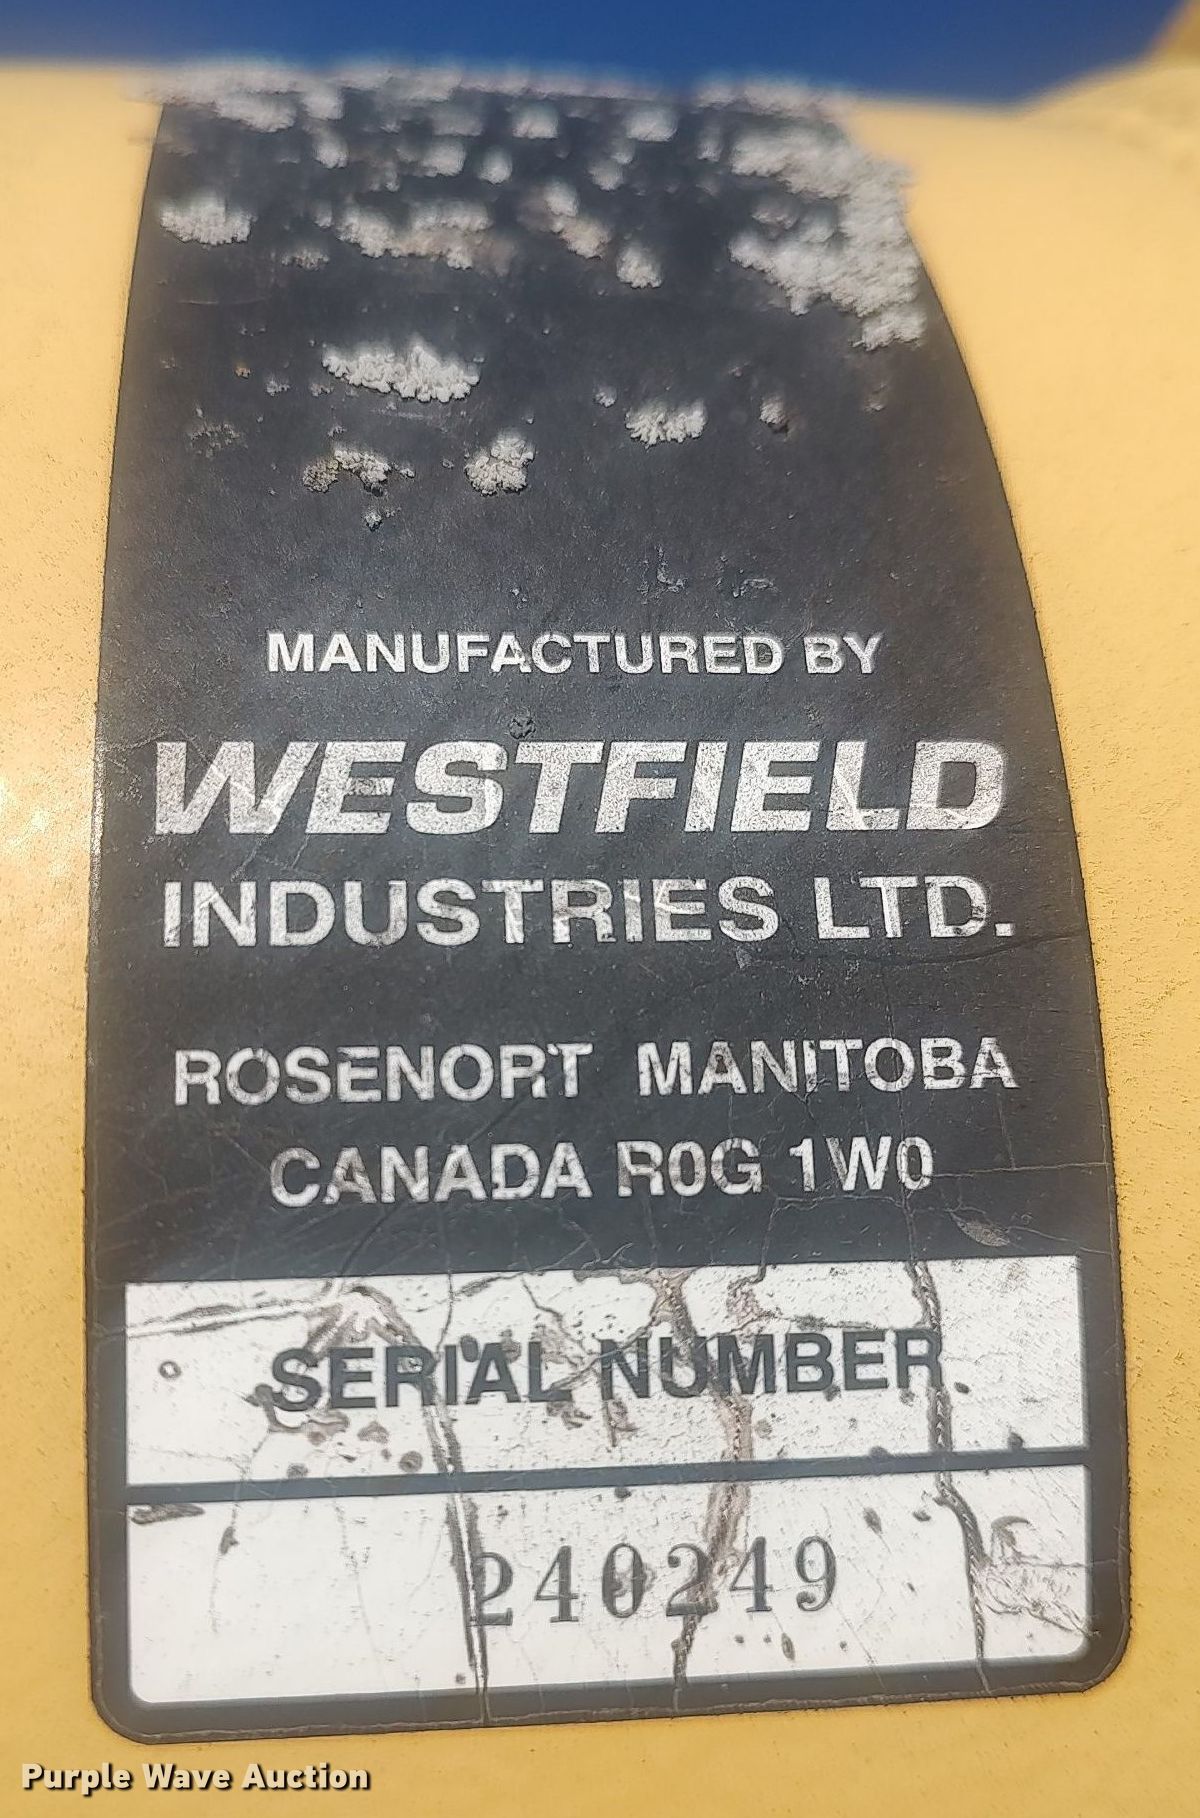 MANUFACTURED BY
WESTFIELD
INDUSTRIES LTD.
ROSENORT MANITOBA
CANADA R0G 1W0
SERIAL NUMBER
240249
Purple Wave Auction